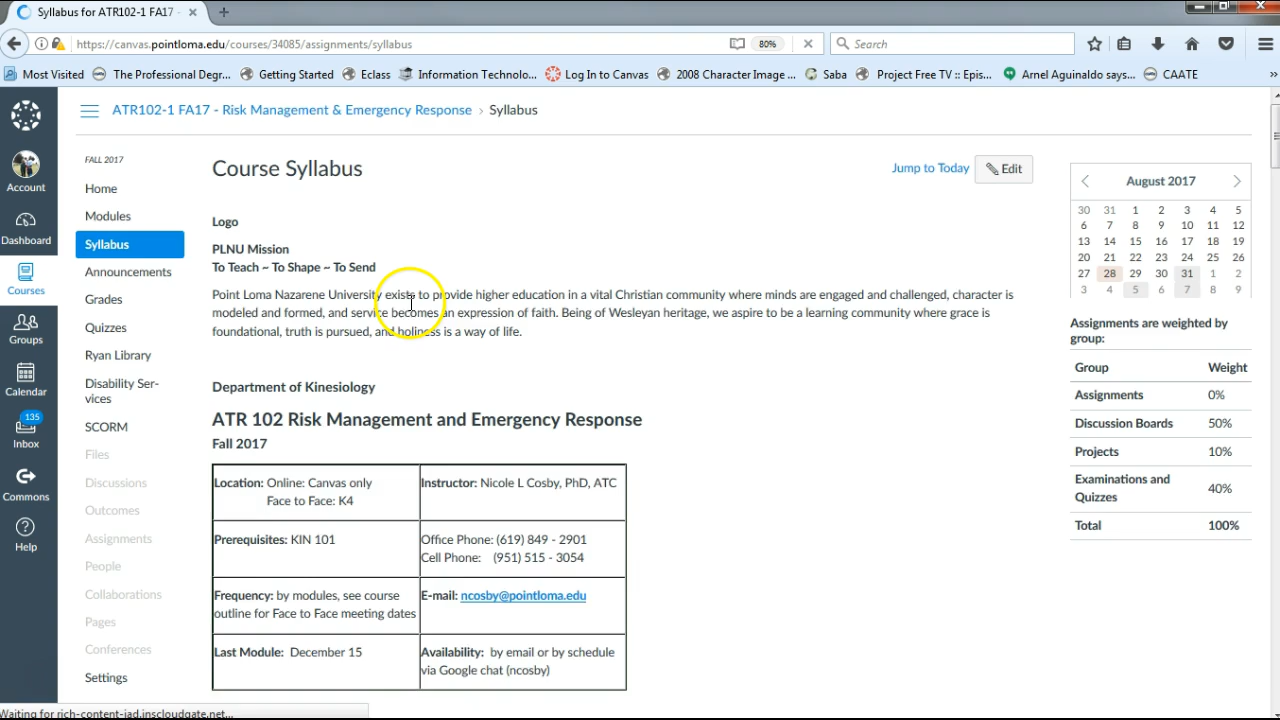 Syllabus for ATR102-1 FA17 -
https://canvas.pointloma.edu/courses/34085/assignments/syllabus
80%
Search
Most Visited
The Professional Degr...
Getting Started
Eclass
Information Technolo...
Log In to Canvas
2008 Character Image ...
Saba
Project Free TV :: Epis...
Arnel Aguinaldo says...
CAATE
ATR102-1 FA17 - Risk Management & Emergency Response > Syllabus
Account
Dashboard
Courses
Groups
Calendar
135
Inbox
Commons
Help
FALL 2017
Home
Modules
Syllabus
Announcements
Grades
Quizzes
Ryan Library
Disability Ser-
vices
SCORM
Files
Discussions
Outcomes
Assignments
People
Collaborations
Pages
Conferences
Settings
Course Syllabus
Jump to Today
Edit
Logo
PLNU Mission
To Teach ~ To Shape ~ To Send
Point Loma Nazarene University exists to provide higher education in a vital Christian community where minds are engaged and challenged, character is
modeled and formed, and service becomes an expression of faith. Being of Wesleyan heritage, we aspire to be a learning community where grace is
foundational, truth is pursued, and holiness is a way of life.
Department of Kinesiology
ATR 102 Risk Management and Emergency Response
Fall 2017
Location: Online: Canvas only
Face to Face: K4
Instructor: Nicole L Cosby, PhD, ATC
Prerequisites: KIN 101
Office Phone: (619) 849 - 2901
Cell Phone: (951) 515 - 3054
Frequency: by modules, see course
outline for Face to Face meeting dates
E-mail: ncosby@pointloma.edu
Last Module: December 15
Availability: by email or by schedule
via Google chat (ncosby)
August 2017
30 31 1 2 3 4 5
6 7 8 9 10 11 12
13 14 15 16 17 18 19
20 21 22 23 24 25 26
27 28 29 30 31 1 2
3 4 5 6 7 8 9
Assignments are weighted by
group:
Group Weight
Assignments 0%
Discussion Boards 50%
Projects 10%
Examinations and
Quizzes 40%
Total 100%
Waiting for rich-content-iad.inscloudgate.net...